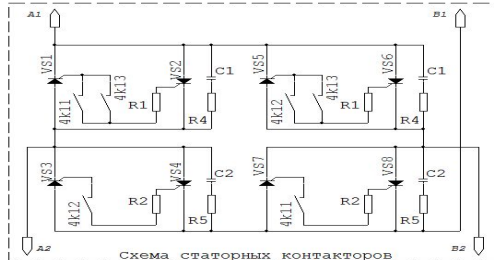 A1 B1
VS1 VS2 C1 VS5 VS6 C1
4k11 4k13 R1 R4 4k12 4k13 R1 R4
VS3 VS4 C2 VS7 VS8 C2
4k12 R2 R5 4k11 R2 R5
A2 B2
Схема статорных контакторов